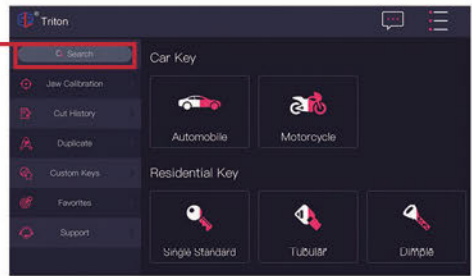 Triton
Search
Jaw Calibration
Cut History
Duplicate
Custom Keys
Favorites
Support
Car Key
Automobile
Motorcycle
Residential Key
Single Standard
Tubular
Dimple